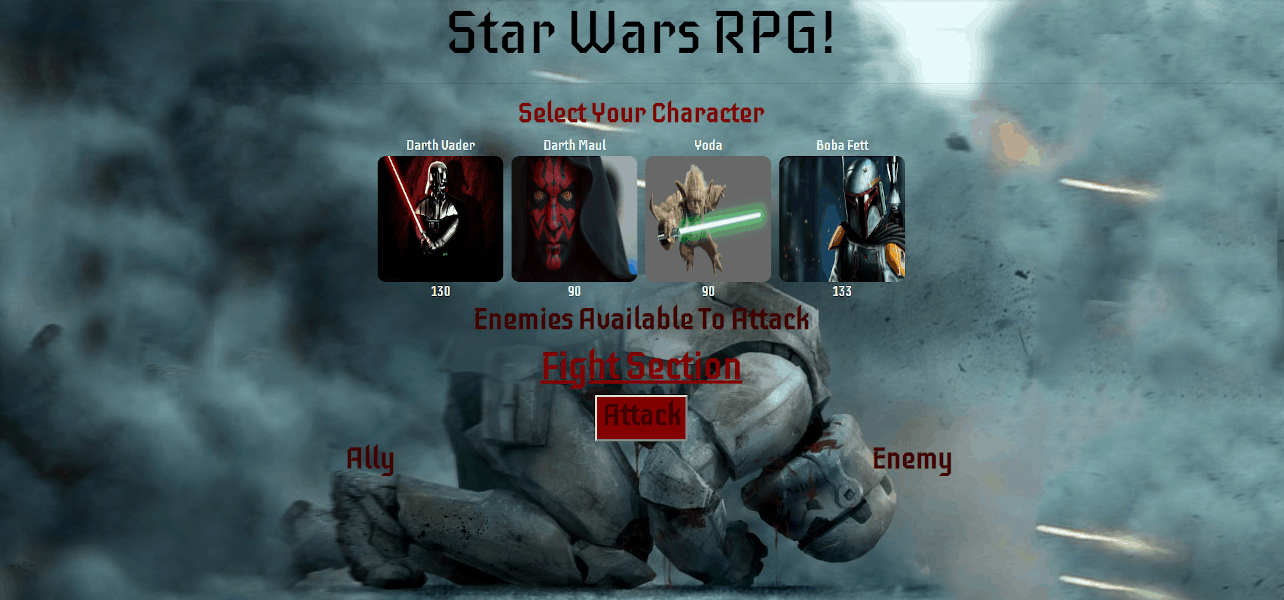 Star Wars RPG!
Select Your Character
Darth Vader Darth Maul Yoda Boba Fett
130 90 90 133
Enemies Available To Attack
Fight Section
Attack
Ally Enemy